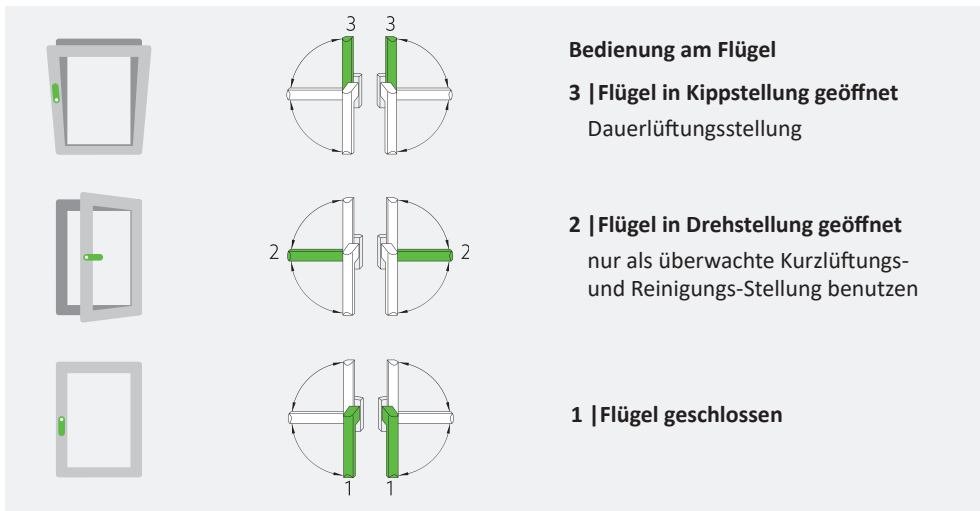 3 3
Bedienung am Flügel
3 |Flügel in Kippstellung geöffnet
Dauerlüftungsstellung
2 2
2 |Flügel in Drehstellung geöffnet
nur als überwachte Kurzlüftungs-
und Reinigungs-Stellung benutzen
1 |Flügel geschlossen
1 1